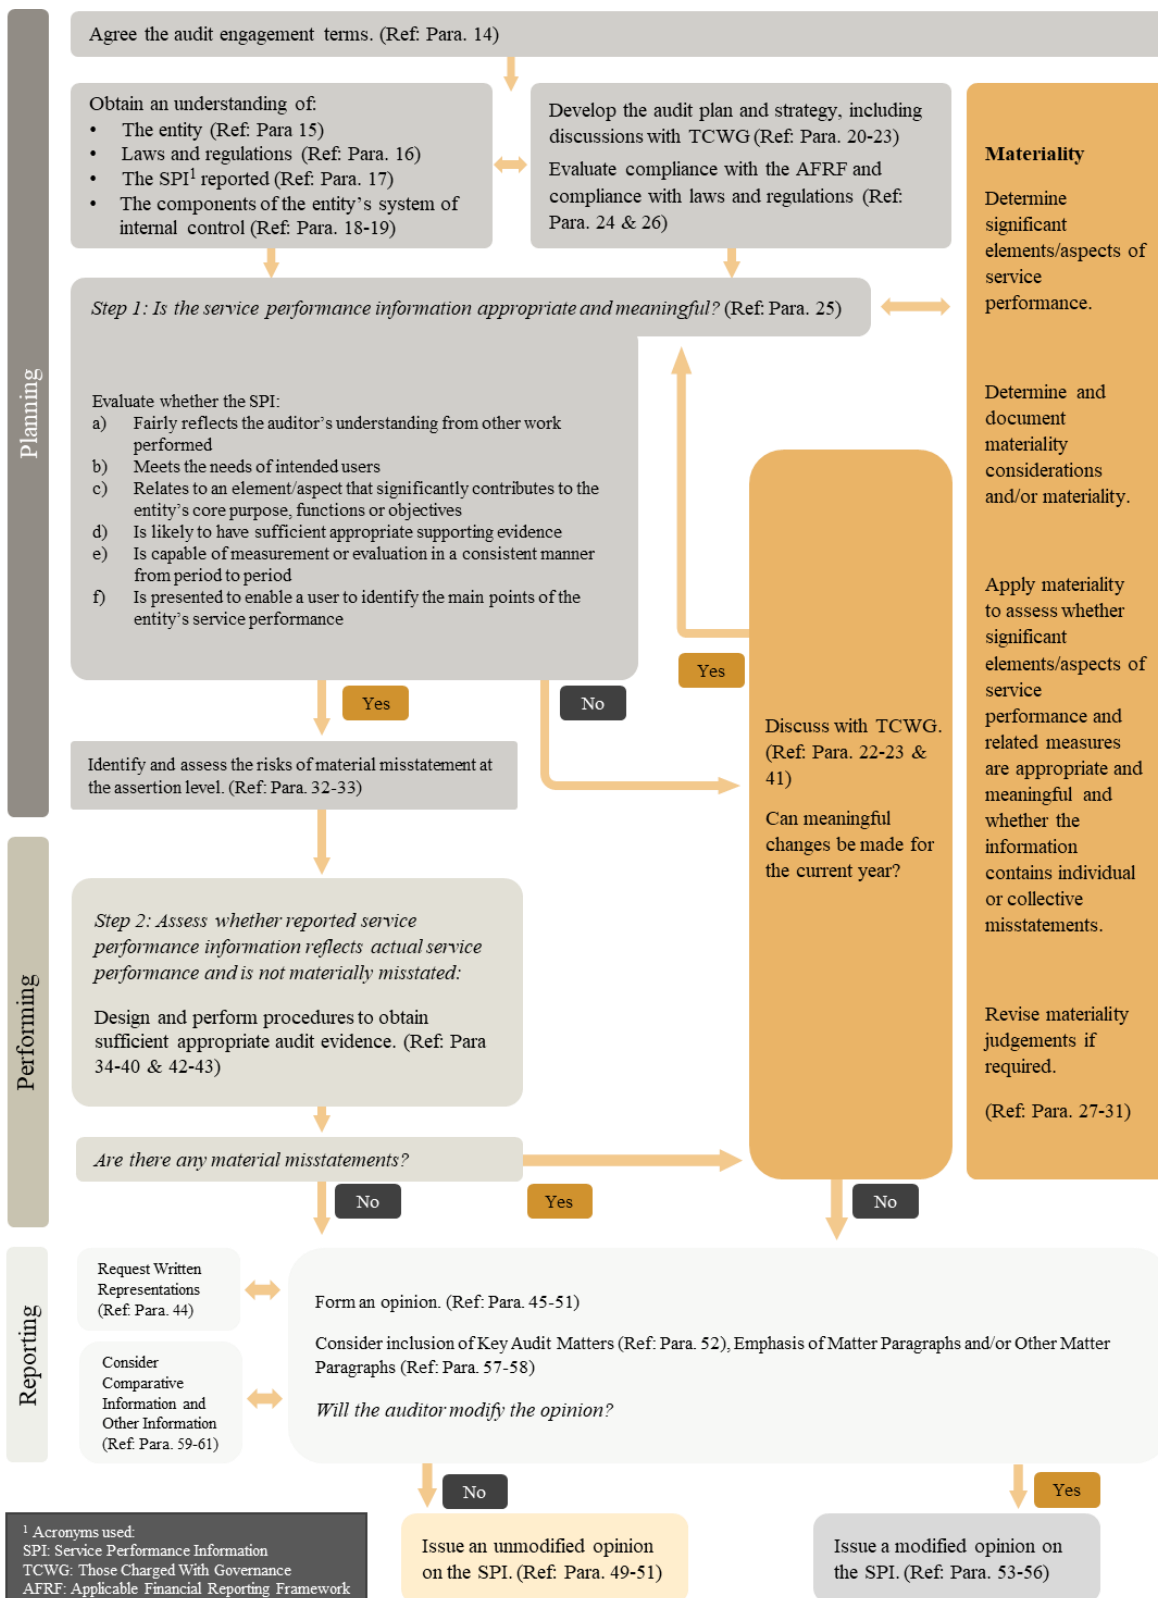 Planning
Agree the audit engagement terms. (Ref: Para. 14)
Obtain an understanding of:
• The entity (Ref: Para 15)
• Laws and regulations (Ref: Para. 16)
• The SPI¹ reported (Ref: Para. 17)
• The components of the entity's system of
internal control (Ref: Para. 18-19)
Develop the audit plan and strategy, including
discussions with TCWG (Ref: Para. 20-23)
Evaluate compliance with the AFRF and
compliance with laws and regulations (Ref:
Para. 24 & 26)
Materiality
Determine
significant
elements/aspects of
service
performance.
Determine and
document
materiality
considerations
and/or materiality.
Apply materiality
to assess whether
significant
elements/aspects of
service
performance and
related measures
are appropriate and
meaningful and
whether the
information
contains individual
or collective
misstatements.
Revise materiality
judgements if
required.
(Ref: Para. 27-31)
Step 1: Is the service performance information appropriate and meaningful? (Ref: Para. 25)
Evaluate whether the SPI:
a) Fairly reflects the auditor's understanding from other work
performed
b) Meets the needs of intended users
c) Relates to an element/aspect that significantly contributes to the
entity's core purpose, functions or objectives
d) Is likely to have sufficient appropriate supporting evidence
e) Is capable of measurement or evaluation in a consistent manner
from period to period
f) Is presented to enable a user to identify the main points of the
entity's service performance
Yes
No
Yes
Discuss with TCWG.
(Ref: Para. 22-23 &
41)
Can meaningful
changes be made for
the current year?
Identify and assess the risks of material misstatement at
the assertion level. (Ref: Para. 32-33)
Performing
Step 2: Assess whether reported service
performance information reflects actual service
performance and is not materially misstated:
Design and perform procedures to obtain
sufficient appropriate audit evidence. (Ref: Para
34-40 & 42-43)
Are there any material misstatements?
No
Yes
No
Reporting
Request Written
Representations
(Ref: Para. 44)
Consider
Comparative
Information and
Other Information
(Ref: Para. 59-61)
Form an opinion. (Ref: Para. 45-51)
Consider inclusion of Key Audit Matters (Ref: Para. 52), Emphasis of Matter Paragraphs and/or Other Matter
Paragraphs (Ref: Para. 57-58)
Will the auditor modify the opinion?
No
Yes
Issue an unmodified opinion
on the SPI. (Ref: Para. 49-51)
Issue a modified opinion on
the SPI. (Ref: Para. 53-56)
¹ Acronyms used:
SPI: Service Performance Information
TCWG: Those Charged With Governance
AFRF: Applicable Financial Reporting Framework